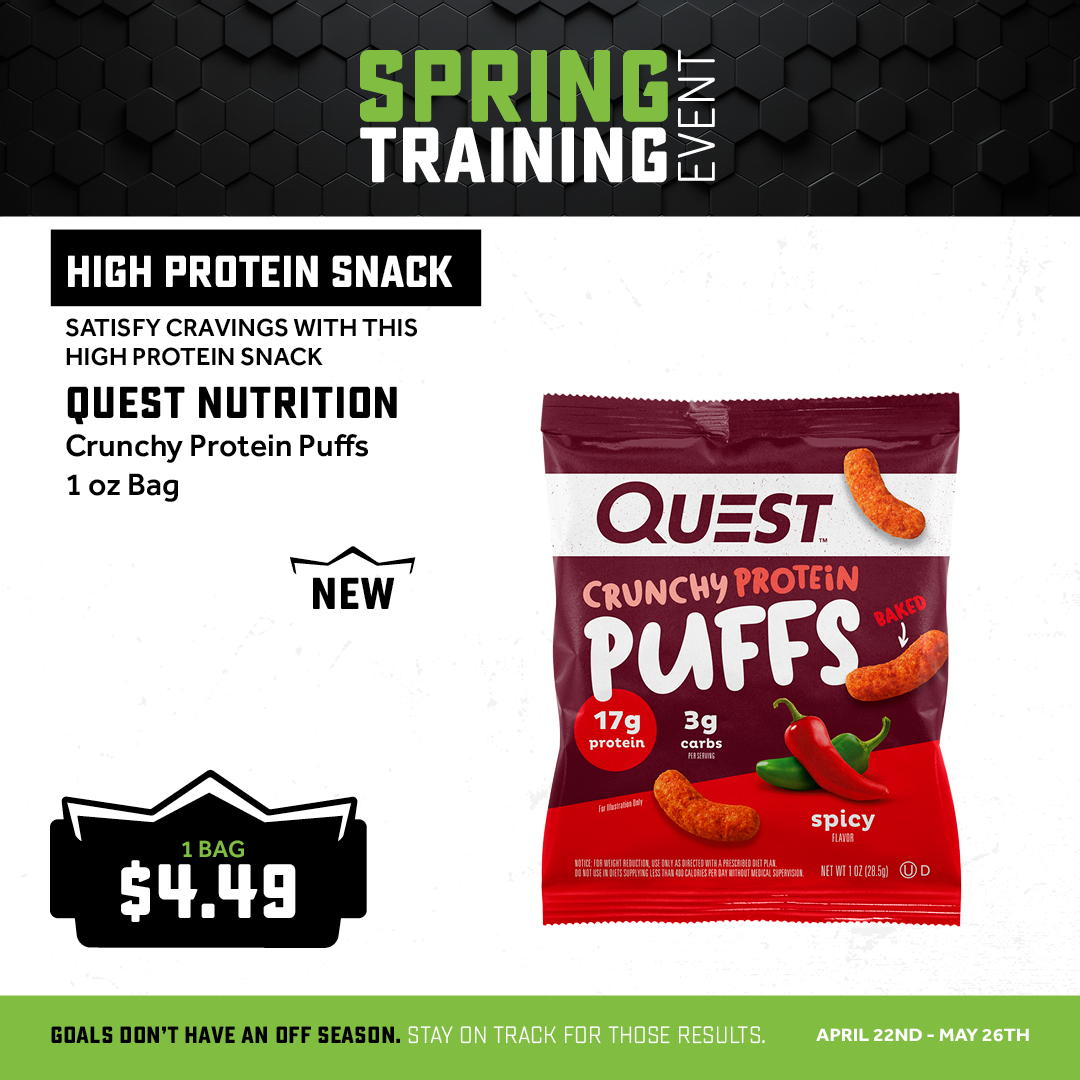 SPRING
TRAINING
EVENT
HIGH PROTEIN SNACK
SATISFY CRAVINGS WITH THIS
HIGH PROTEIN SNACK
QUEST NUTRITION
Crunchy Protein Puffs
1 oz Bag
NEW
1 BAG
$4.49
QUEST™
CRUNCHY PROTEIN
PUFFS
BAKED
17g
protein
3g
carbs
PER SERVING
For Illustration Only
spicy
FLAVOR
NOTICE: FOR WEIGHT REDUCTION, USE ONLY AS DIRECTED WITH A PRESCRIBED DIET PLAN.
DO NOT USE IN DIETS SUPPLYING LESS THAN 400 CALORIES PER DAY WITHOUT MEDICAL SUPERVISION.
NET WT 1 OZ (28.5g) U D
GOALS DON'T HAVE AN OFF SEASON. STAY ON TRACK FOR THOSE RESULTS.
APRIL 22ND - MAY 26TH